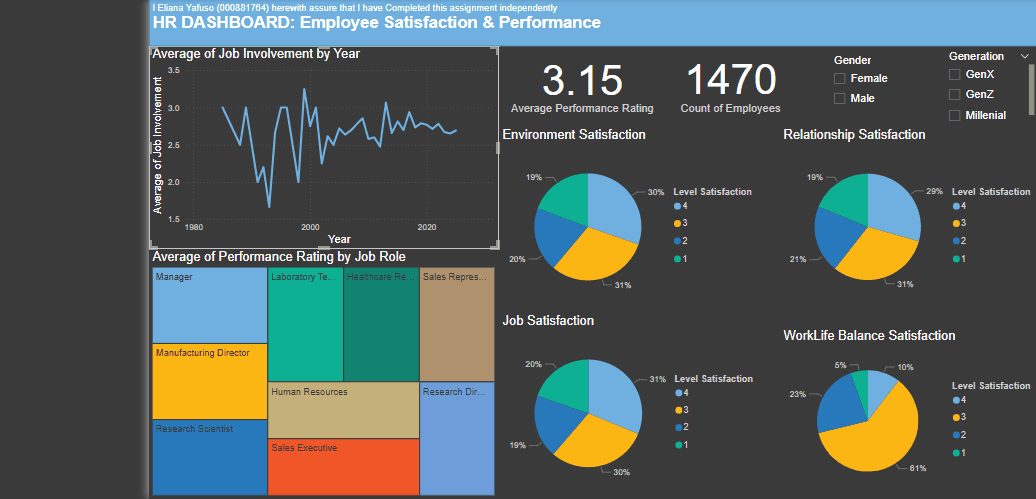 I Eliana Yafuso (000881764) herewith assure that I have Completed this assignment independently
HR DASHBOARD: Employee Satisfaction & Performance
Average of Job Involvement by Year
Average of Job Involvement
3.5
3.0
2.5
2.0
1.5
1980
2000
2020
Year
3.15
Average Performance Rating
1470
Count of Employees
Gender
Female
Male
Generation
GenX
GenZ
Millenial
Environment Satisfaction
19%
30%
20%
31%
Level Satisfaction
4
3
2
1
Relationship Satisfaction
19%
29%
21%
31%
Level Satisfaction
4
3
2
1
Average of Performance Rating by Job Role
Manager
Laboratory Te...
Healthcare Re...
Sales Repres...
Manufacturing Director
Human Resources
Research Dir...
Research Scientist
Sales Executive
Job Satisfaction
20%
31%
19%
30%
Level Satisfaction
4
3
2
1
WorkLife Balance Satisfaction
5%
10%
23%
61%
Level Satisfaction
4
3
2
1